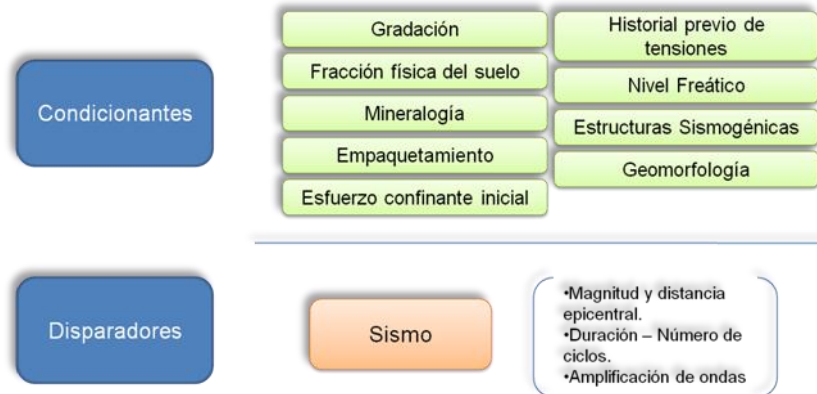 Condicionantes
Gradación
Fracción física del suelo
Mineralogía
Empaquetamiento
Esfuerzo confinante inicial
Historial previo de
tensiones
Nivel Freático
Estructuras Sismogénicas
Geomorfología
Disparadores
Sismo
•Magnitud y distancia
epicentral.
•Duración – Número de
ciclos.
•Amplificación de ondas